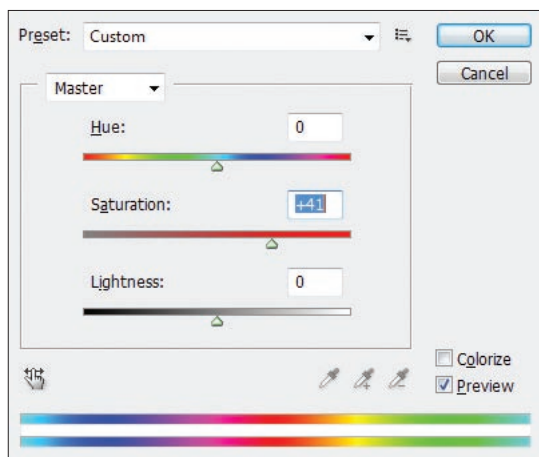 Preset: Custom
OK
Cancel
Master
Hue: 0
Saturation: +41
Lightness: 0
Colorize
Preview